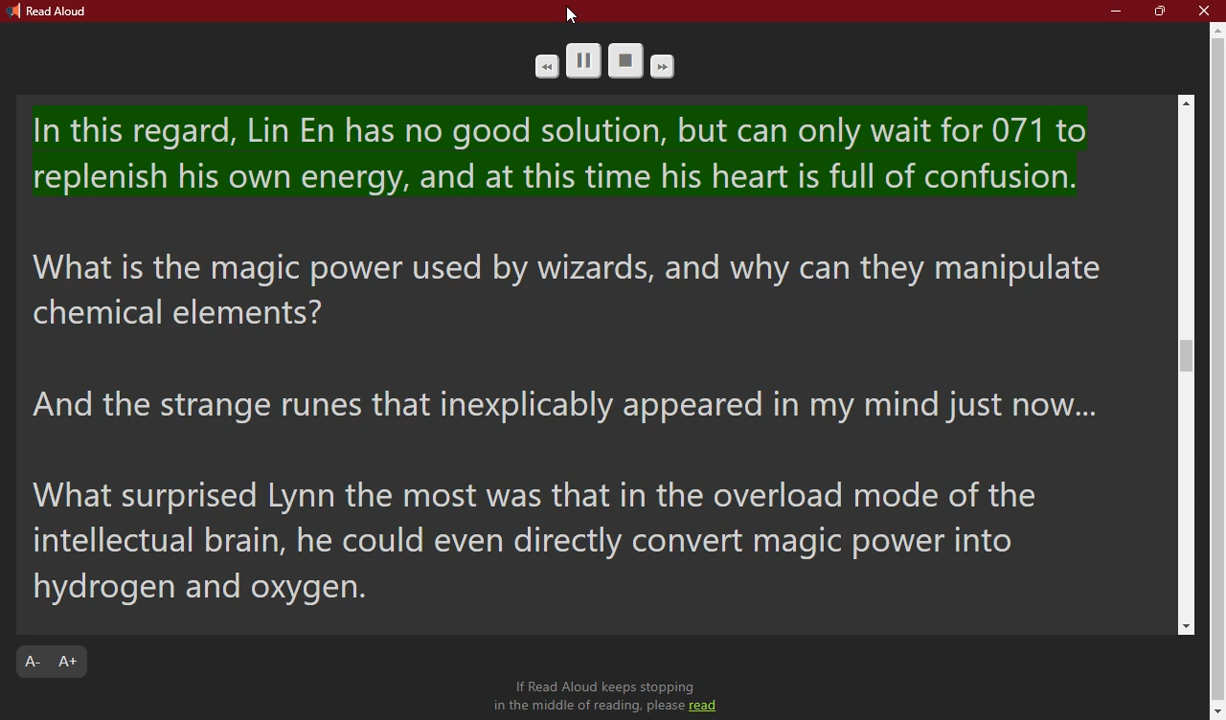 Read Aloud
In this regard, Lin En has no good solution, but can only wait for 071 to
replenish his own energy, and at this time his heart is full of confusion.
What is the magic power used by wizards, and why can they manipulate
chemical elements?
And the strange runes that inexplicably appeared in my mind just now...
What surprised Lynn the most was that in the overload mode of the
intellectual brain, he could even directly convert magic power into
hydrogen and oxygen.
A- A+
If Read Aloud keeps stopping
in the middle of reading, please read